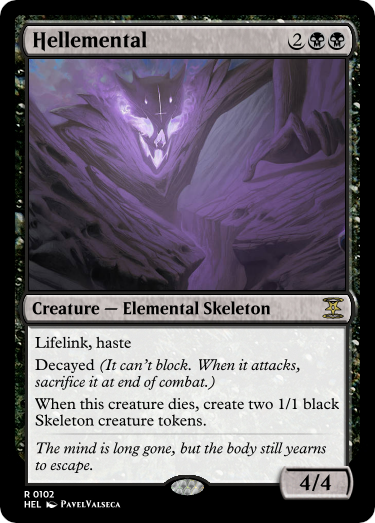 Hellemental 2
Creature — Elemental Skeleton
Lifelink, haste
Decayed (It can't block. When it attacks,
sacrifice it at end of combat.)
When this creature dies, create two 1/1 black
Skeleton creature tokens.
The mind is long gone, but the body still yearns
to escape.
4/4
R 0102
HEL PavelValseca